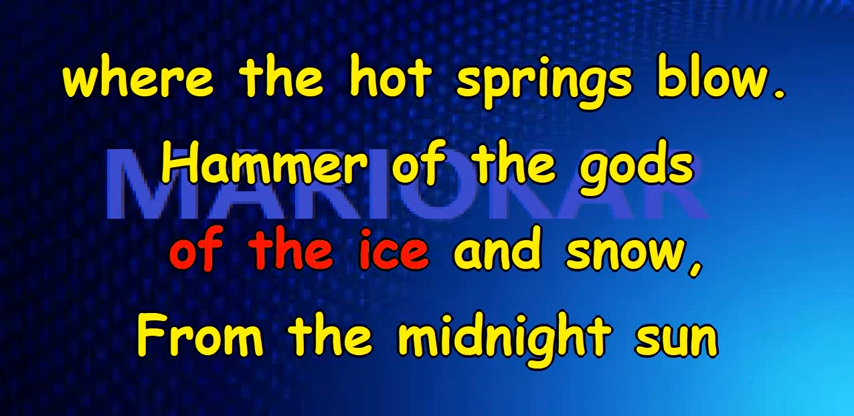 where the hot springs blow.
MARIOKAR
Hammer of the gods
of the ice and snow,
From the midnight sun